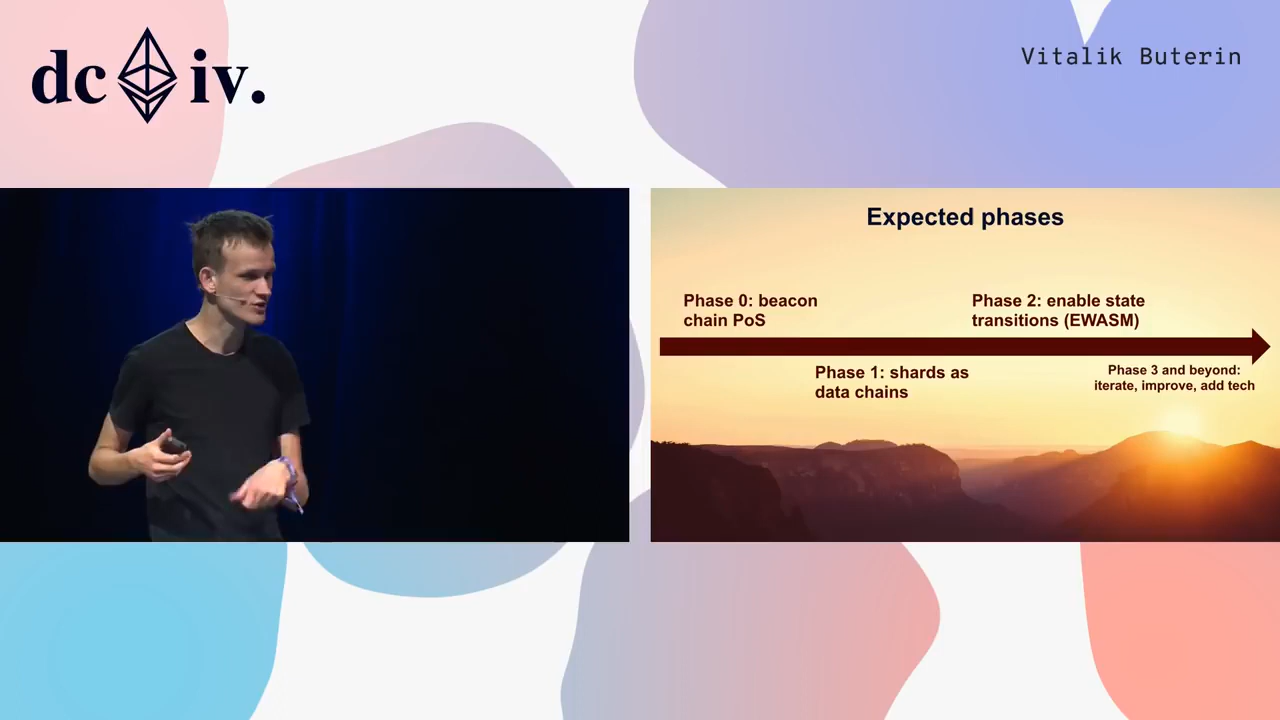 dc iv.
Vitalik Buterin
Expected phases
Phase 0: beacon
chain PoS
Phase 2: enable state
transitions (EWASM)
Phase 1: shards as
data chains
Phase 3 and beyond:
iterate, improve, add tech